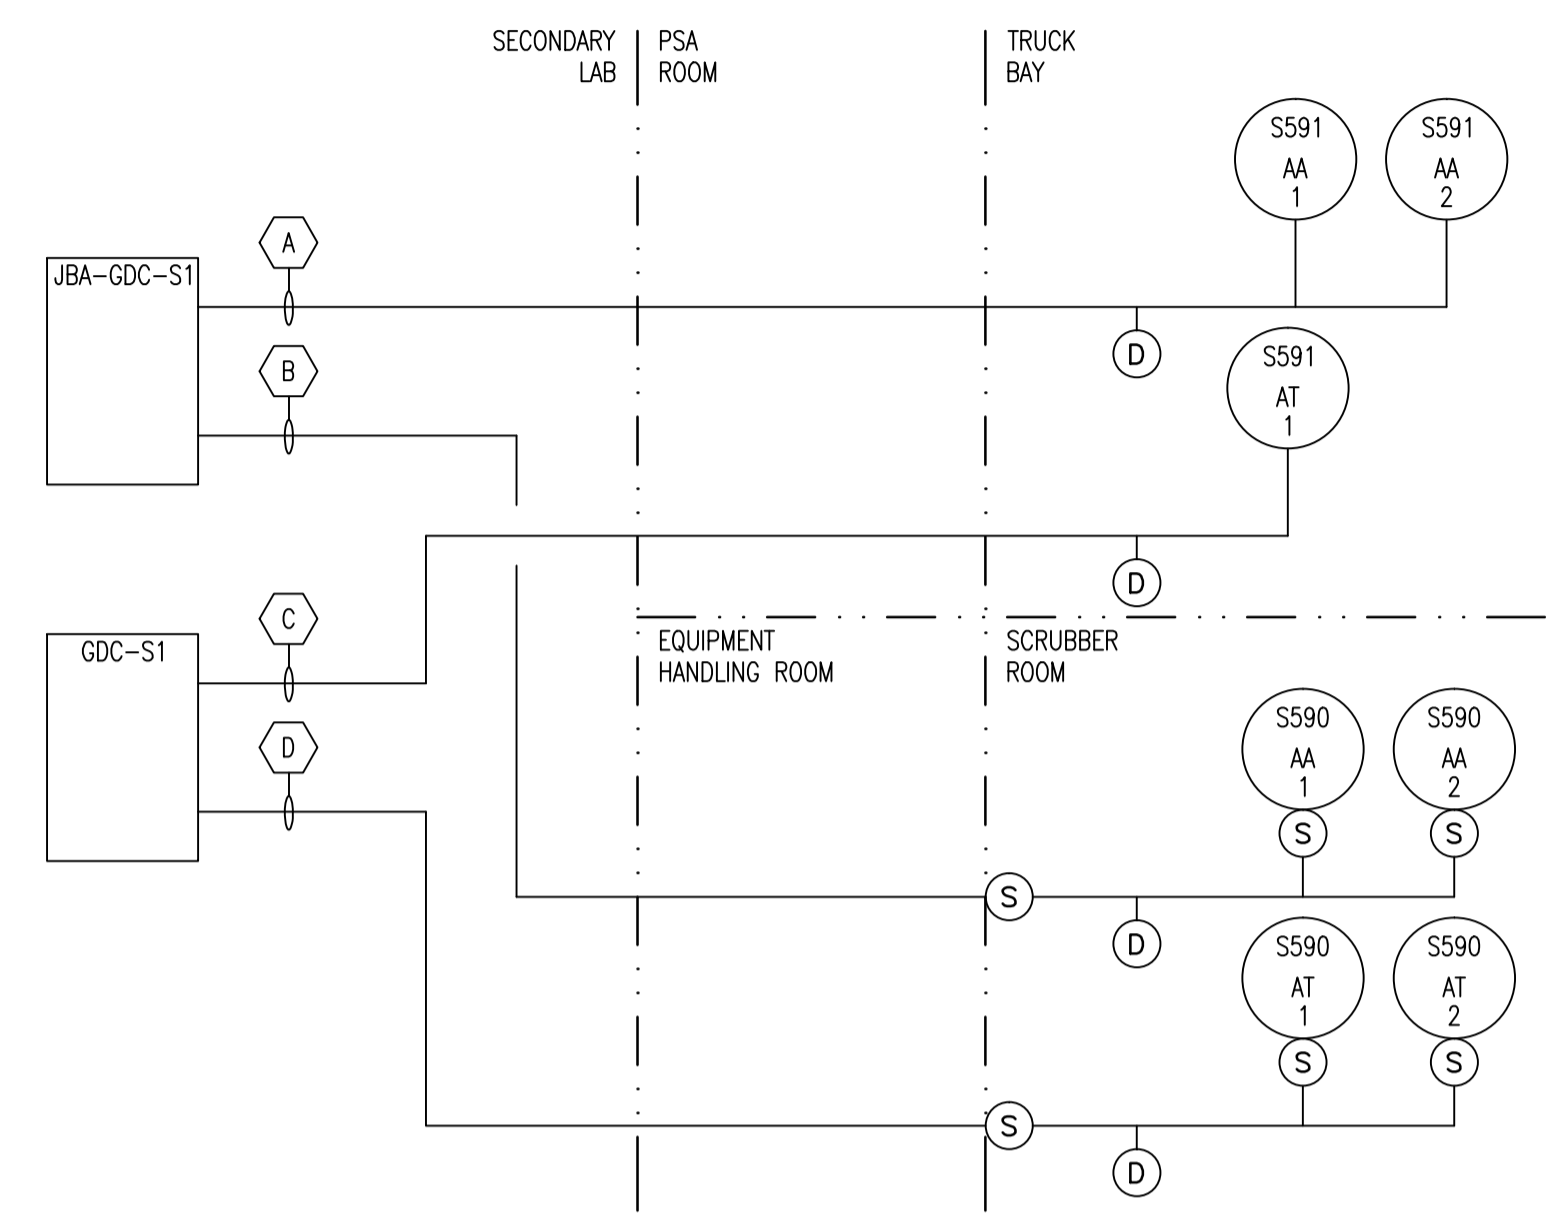 SECONDARY
LAB
PSA
ROOM
TRUCK
BAY
S591
AA
1
S591
AA
2
A
JBA-GDC-S1
B
D
S591
AT
1
D
C
GDC-S1
EQUIPMENT
HANDLING ROOM
SCRUBBER
ROOM
D
S590
AA
1
S590
AA
2
S
S
S
D
S590
AT
1
S590
AT
2
S
S
S
D